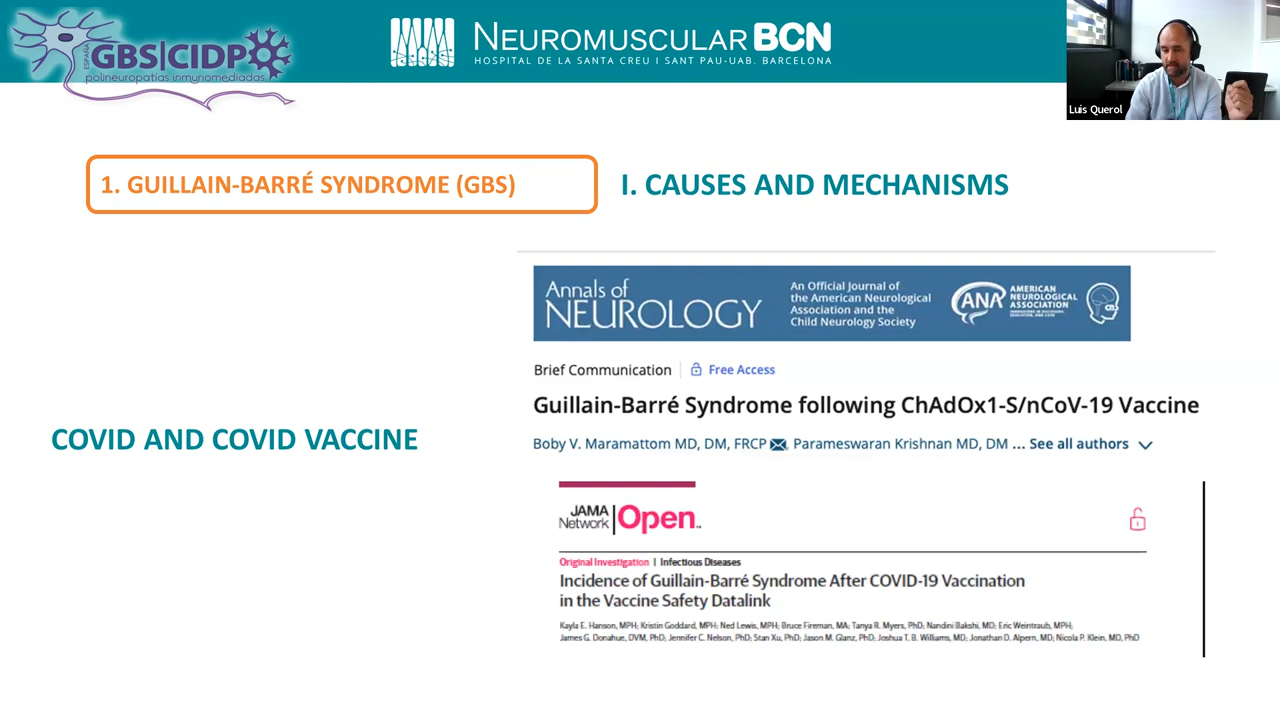 ESPAÑA
GBS|CIDP
polineuropatías inmunomediadas
NEUROMUSCULAR BCN
HOSPITAL DE LA SANTA CREU I SANT PAU-UAB. BARCELONA
Luis Querol
1. GUILLAIN-BARRÉ SYNDROME (GBS)
I. CAUSES AND MECHANISMS
COVID AND COVID VACCINE
Annals of
NEUROLOGY
An Official Journal of
the American Neurological
Association and the
Child Neurology Society
ANA
AMERICAN
NEUROLOGICAL
ASSOCIATION
Brief Communication | Free Access
Guillain-Barré Syndrome following ChAdOx1-S/nCoV-19 Vaccine
Boby V. Maramattom MD, DM, FRCP, Parameswaran Krishnan MD, DM ... See all authors
JAMA
Network | Open™
Original Investigation | Infectious Diseases
Incidence of Guillain-Barré Syndrome After COVID-19 Vaccination
in the Vaccine Safety Datalink
Kayla E. Hanson, MPH; Kristin Goddard, MPH; Ned Lewis, MPH; Bruce Fireman, MA; Tanya R. Myers, PhD; Nandini Bakshi, MD; Eric Weintraub, MPH;
James G. Donahue, DVM, PhD; Jennifer C. Nelson, PhD; Stan Xu, PhD; Jason M. Glanz, PhD; Joshua T. B. Williams, MD; Jonathan D. Alpern, MD; Nicola P. Klein, MD, PhD